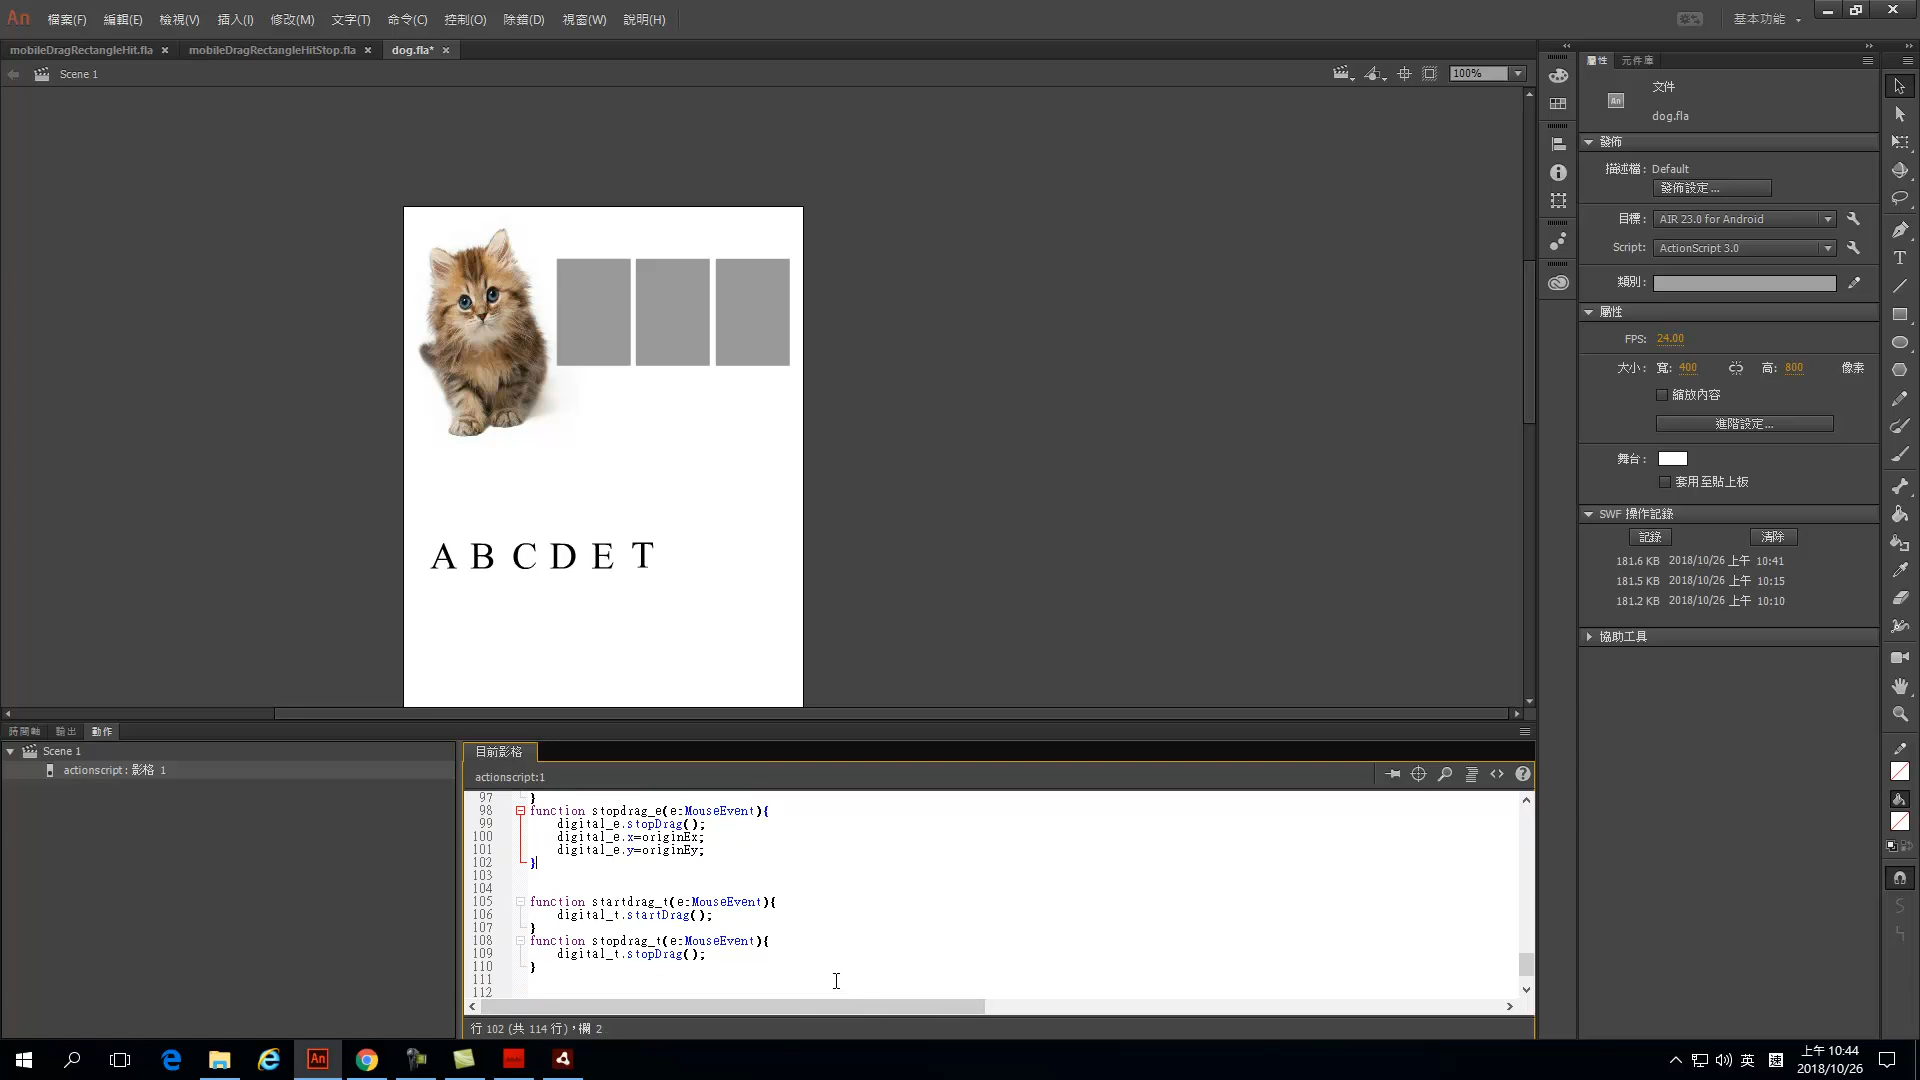 An 檔案(F) 編輯(E) 檢視(V) 插入(I) 修改(M) 文字(T) 命令(C) 控制(O) 除錯(D) 視窗(W) 說明(H) 基本功能
mobileDragRectangleHit.fla × mobileDragRectangleHitStop.fla × dog.fla* ×
Scene 1 100%
屬性 元件庫
文件
An
dog.fla
發佈
描述檔: Default
發佈設定...
目標: AIR 23.0 for Android
Script: ActionScript 3.0
類別:
屬性
FPS: 24.00
大小: 寬: 400 高: 800 像素
縮放內容
進階設定...
舞台:
套用至貼上板
SWF 操作記錄
記錄 清除
181.6 KB 2018/10/26 上午 10:41
181.5 KB 2018/10/26 上午 10:15
181.2 KB 2018/10/26 上午 10:10
協助工具
A B C D E T
時間軸 輸出 動作
Scene 1
actionscript: 影格 1
目前影格
actionscript:1
97 }
98 function stopdrag_e(e:MouseEvent){
99 digital_e.stopDrag();
100 digital_e.x=originEx;
101 digital_e.y=originEy;
102 }
103
104
105 function startdrag_t(e:MouseEvent){
106 digital_t.startDrag();
107 }
108 function stopdrag_t(e:MouseEvent){
109 digital_t.stopDrag();
110 }
111
112
行 102 (共 114 行)，欄 2
An 英 上午 10:44
2018/10/26